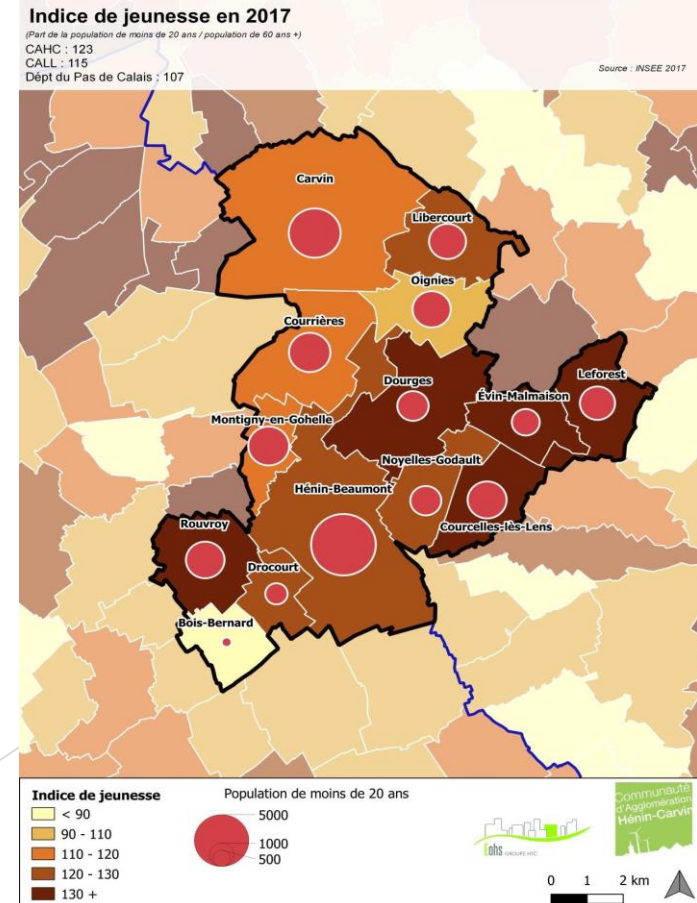 Indice de jeunesse en 2017
(Part de la population de moins de 20 ans / population de 60 ans +)
CAHC : 123
CALL : 115
Dépt du Pas de Calais : 107
Source : INSEE 2017
Carvin
Libercourt
Oignies
Courrières
Dourges
Leforest
Évin-Malmaison
Montigny-en-Gohelle
Noyelles-Godault
Hénin-Beaumont
Courcelles-lès-Lens
Rouvroy
Drocourt
Bois-Bernard
Indice de jeunesse
< 90
90 - 110
110 - 120
120 - 130
130 +
Population de moins de 20 ans
5000
1000
500
Eohs GROUPE HTC
Communauté
d'Agglomération
Hénin-Carvin
0 1 2 km